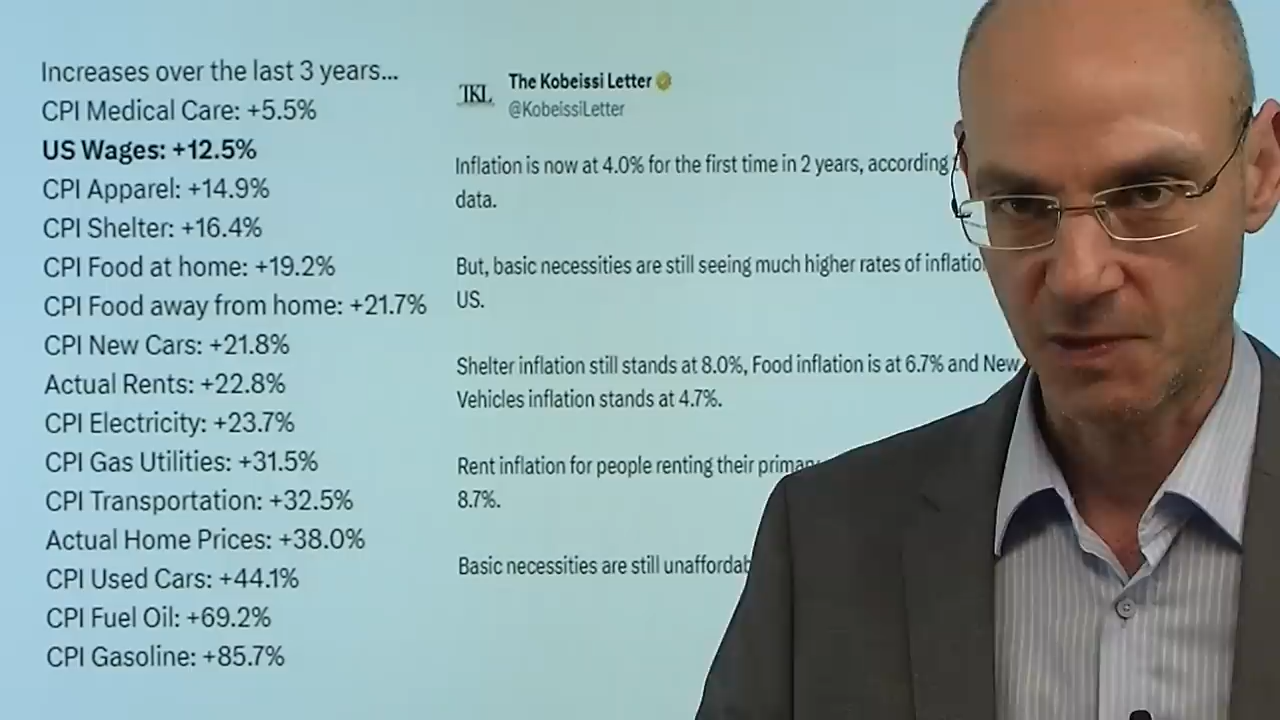 Increases over the last 3 years...
CPI Medical Care: +5.5%
US Wages: +12.5%
CPI Apparel: +14.9%
CPI Shelter: +16.4%
CPI Food at home: +19.2%
CPI Food away from home: +21.7%
CPI New Cars: +21.8%
Actual Rents: +22.8%
CPI Electricity: +23.7%
CPI Gas Utilities: +31.5%
CPI Transportation: +32.5%
Actual Home Prices: +38.0%
CPI Used Cars: +44.1%
CPI Fuel Oil: +69.2%
CPI Gasoline: +85.7%
TKL
The Kobeissi Letter
@KobeissiLetter
Inflation is now at 4.0% for the first time in 2 years, according
data.
But, basic necessities are still seeing much higher rates of
US.
Shelter inflation still stands at 8.0%, Food inflation is at 6.7% and New
Vehicles inflation stands at 4.7%.
Rent inflation for people renting their
8.7%.
Basic necessities are still